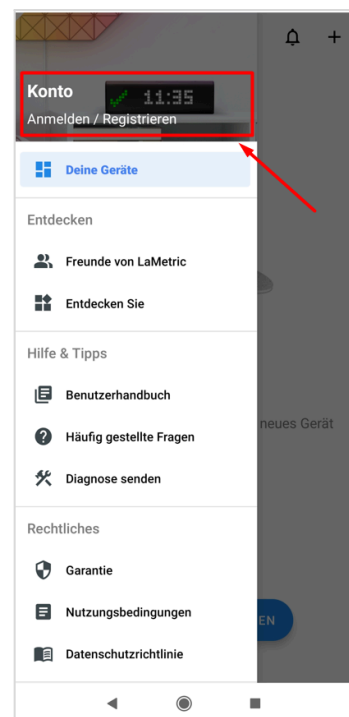 Konto
11:35
Anmelden / Registrieren
Deine Geräte
Entdecken
Freunde von LaMetric
Entdecken Sie
Hilfe & Tipps
Benutzerhandbuch
Häufig gestellte Fragen
neues Gerät
Diagnose senden
Rechtliches
Garantie
Nutzungsbedingungen
EN
Datenschutzrichtlinie